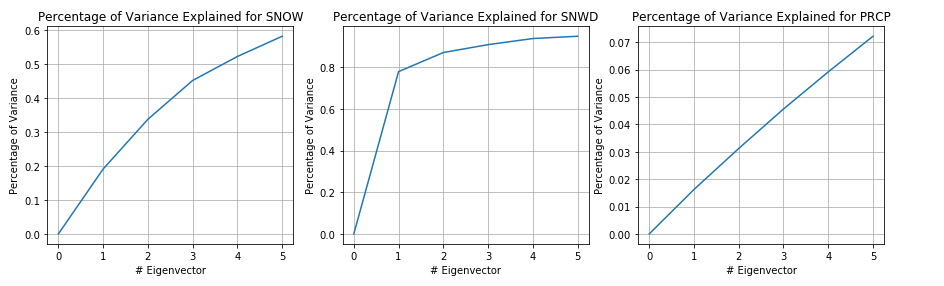 Percentage of Variance Explained for SNOW
Percentage of Variance
0.6
0.5
0.4
0.3
0.2
0.1
0.0
0 1 2 3 4 5
# Eigenvector
Percentage of Variance Explained for SNWD
Percentage of Variance
0.8
0.6
0.4
0.2
0.0
0 1 2 3 4 5
# Eigenvector
Percentage of Variance Explained for PRCP
Percentage of Variance
0.07
0.06
0.05
0.04
0.03
0.02
0.01
0.00
0 1 2 3 4 5
# Eigenvector